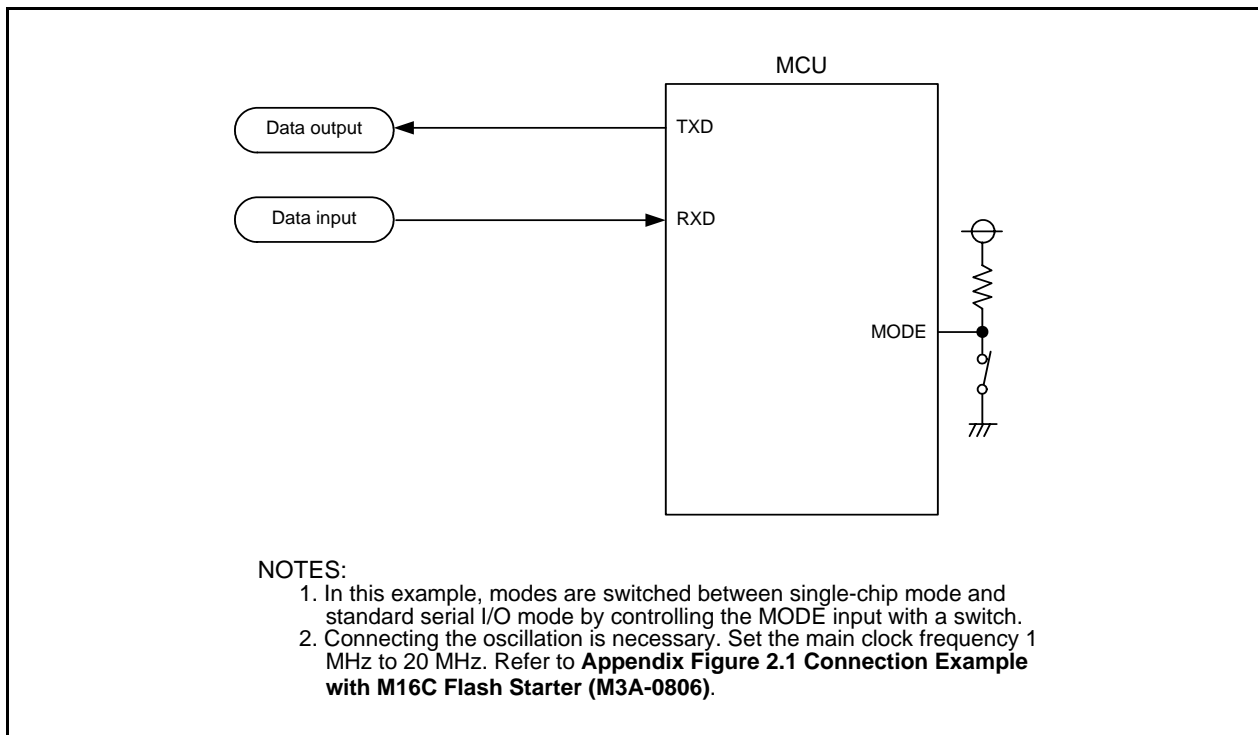 MCU
Data output
TXD
Data input
RXD
MODE
NOTES:
1. In this example, modes are switched between single-chip mode and
standard serial I/O mode by controlling the MODE input with a switch.
2. Connecting the oscillation is necessary. Set the main clock frequency 1
MHz to 20 MHz. Refer to Appendix Figure 2.1 Connection Example
with M16C Flash Starter (M3A-0806).